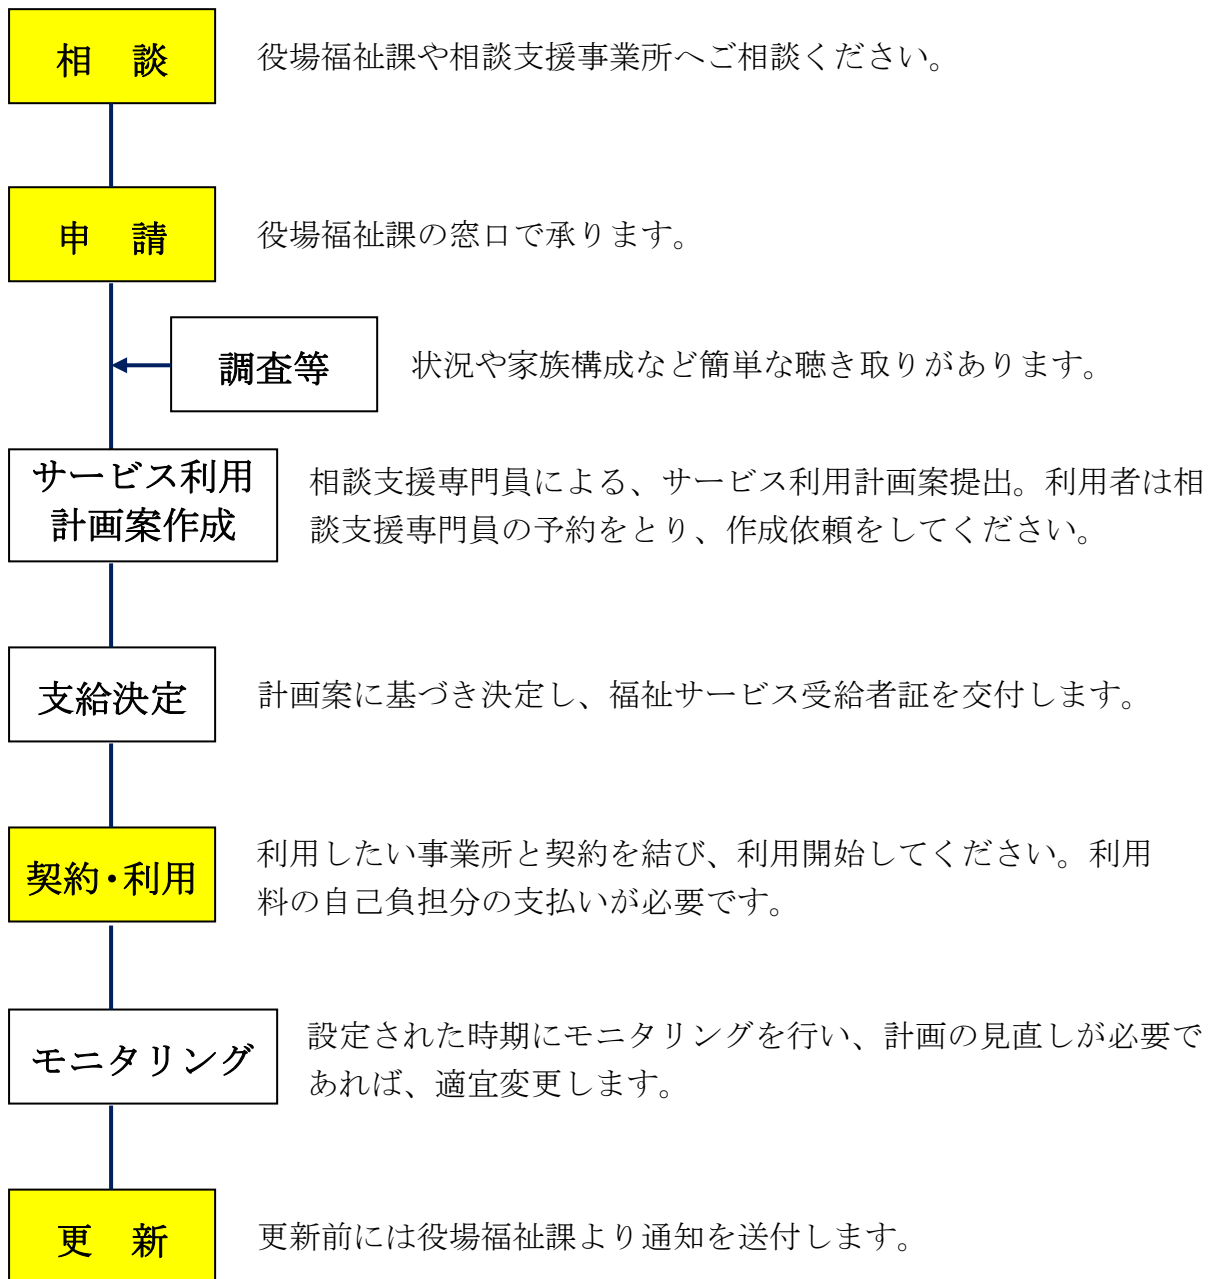 相　談
役場福祉課や相談支援事業所へご相談ください。
申　請
役場福祉課の窓口で承ります。
調査等
状況や家族構成など簡単な聴き取りがあります。
サービス利用
計画案作成
相談支援専門員による、サービス利用計画案提出。利用者は相
談支援専門員の予約をとり、作成依頼をしてください。
支給決定
計画案に基づき決定し、福祉サービス受給者証を交付します。
契約・利用
利用したい事業所と契約を結び、利用開始してください。利用
料の自己負担分の支払いが必要です。
モニタリング
設定された時期にモニタリングを行い、計画の見直しが必要で
あれば、適宜変更します。
更　新
更新前には役場福祉課より通知を送付します。